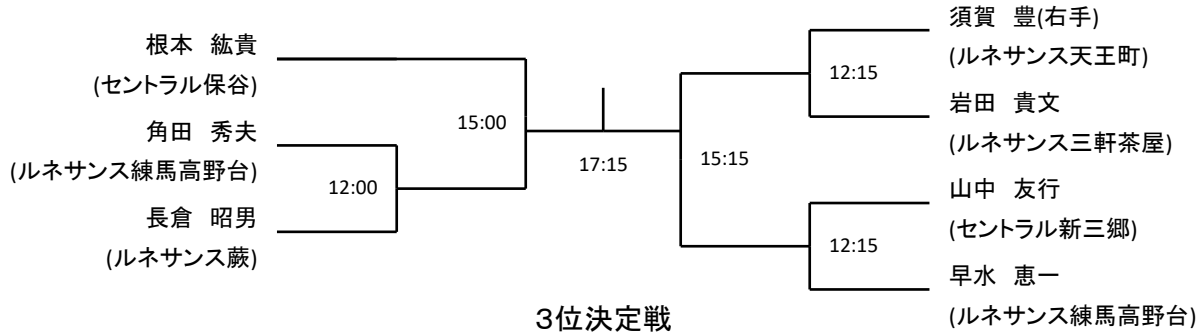 根本　紘貴
(セントラル保谷)
角田　秀夫
(ルネサンス練馬高野台)
長倉　昭男
(ルネサンス蕨)
15:00
12:00
17:15
15:15
12:15
12:15
須賀　豊(右手)
(ルネサンス天王町)
岩田　貴文
(ルネサンス三軒茶屋)
山中　友行
(セントラル新三郷)
早水　恵一
(ルネサンス練馬高野台)
3位決定戦